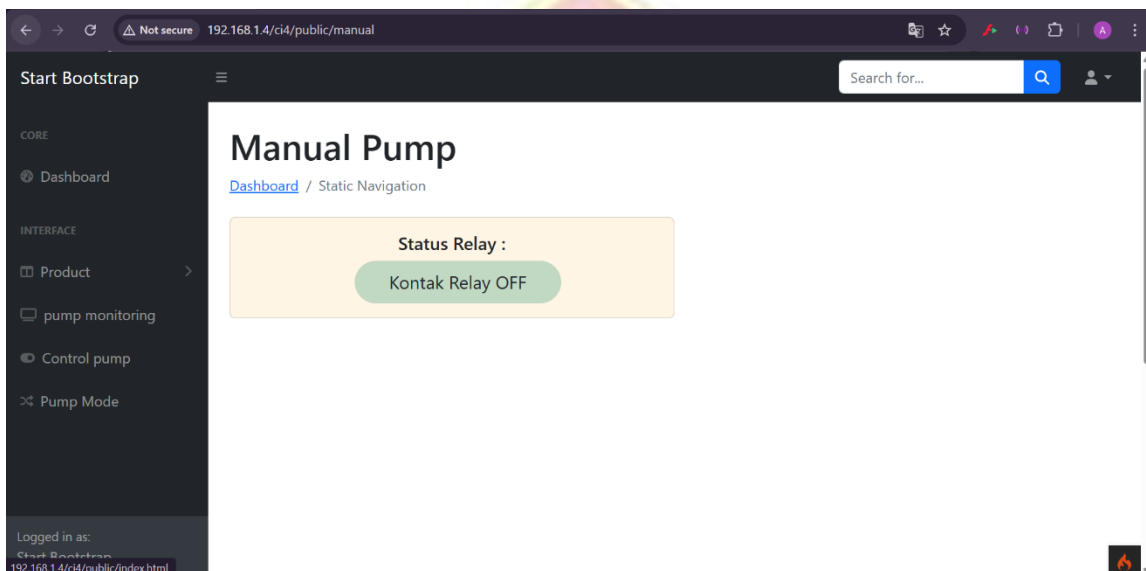 Not secure 192.168.1.4/ci4/public/manual
A
Start Bootstrap
Search for...
CORE
Dashboard
INTERFACE
Product
pump monitoring
Control pump
Pump Mode
Logged in as:
Start Bootstrap
192.168.1.4/ci4/public/index.html
Manual Pump
Dashboard / Static Navigation
Status Relay :
Kontak Relay OFF